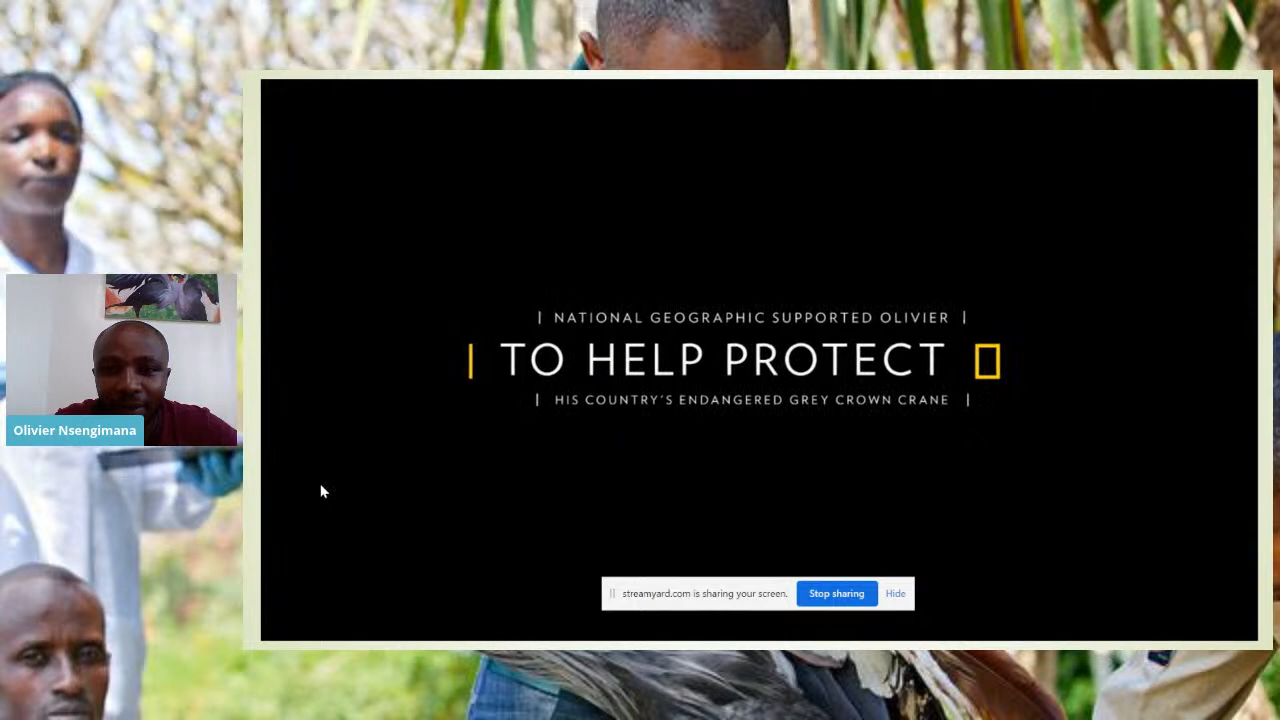 | NATIONAL GEOGRAPHIC SUPPORTED OLIVIER |
| TO HELP PROTECT
| HIS COUNTRY'S ENDANGERED GREY CROWN CRANE |
Olivier Nsengimana
streamyard.com is sharing your screen. Stop sharing Hide